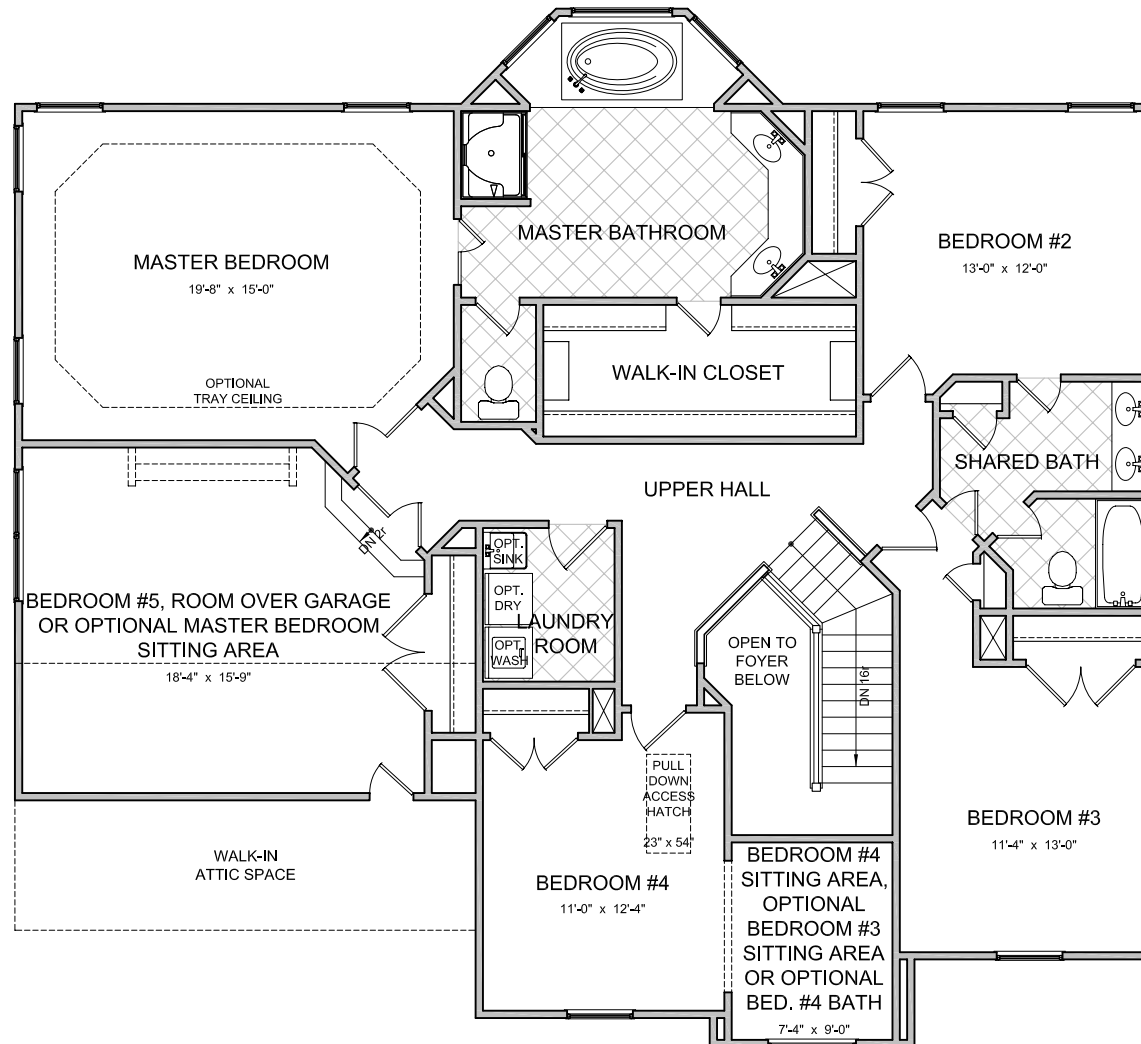 MASTER BATHROOM
MASTER BEDROOM
19'-8" x 15'-0"
OPTIONAL
TRAY CEILING
BEDROOM #2
13'-0" x 12'-0"
WALK-IN CLOSET
SHARED BATH
UPPER HALL
DN 2r
OPT.
SINK
OPT.
DRY
OPT.
WASH
LAUNDRY
ROOM
BEDROOM #5, ROOM OVER GARAGE
OR OPTIONAL MASTER BEDROOM
SITTING AREA
18'-4" x 15'-9"
OPEN TO
FOYER
BELOW
DN 16r
PULL
DOWN
ACCESS
HATCH
23" x 54"
BEDROOM #3
11'-4" x 13'-0"
WALK-IN
ATTIC SPACE
BEDROOM #4
11'-0" x 12'-4"
BEDROOM #4
SITTING AREA,
OPTIONAL
BEDROOM #3
SITTING AREA
OR OPTIONAL
BED. #4 BATH
7'-4" x 9'-0"